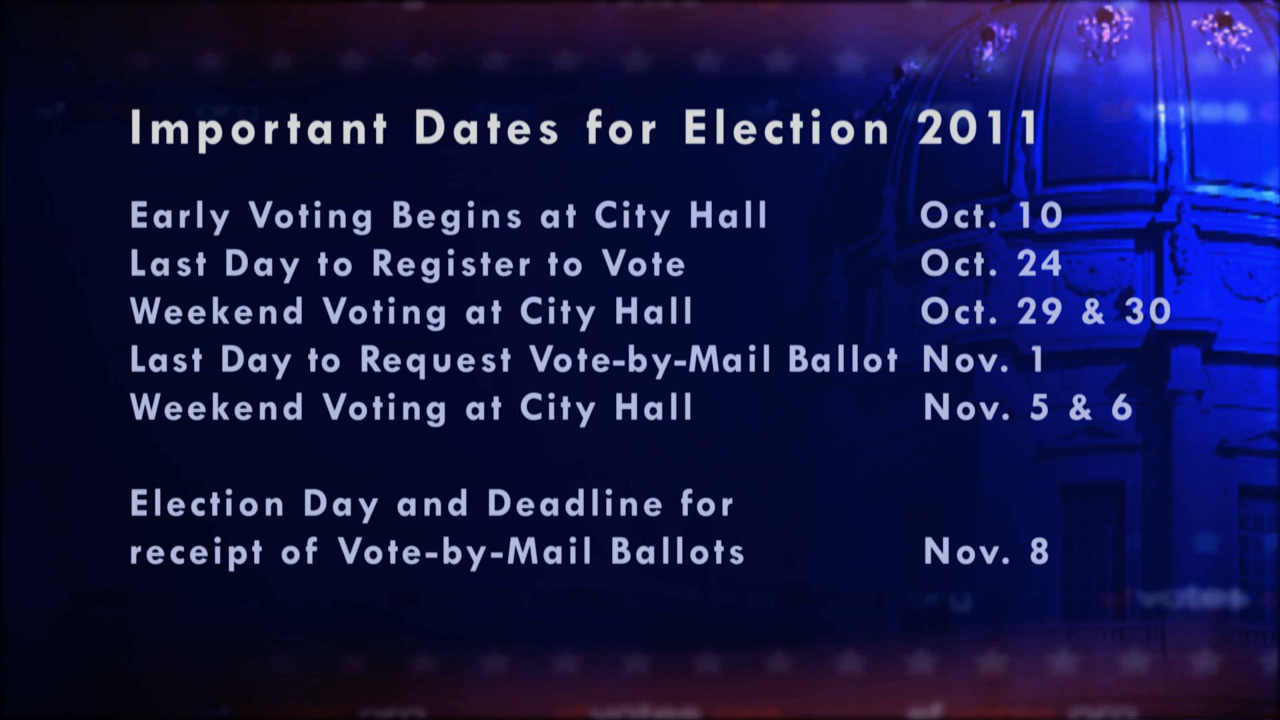 Important Dates for Election 2011
Early Voting Begins at City Hall Oct. 10
Last Day to Register to Vote Oct. 24
Weekend Voting at City Hall Oct. 29 & 30
Last Day to Request Vote-by-Mail Ballot Nov. 1
Weekend Voting at City Hall Nov. 5 & 6
Election Day and Deadline for
receipt of Vote-by-Mail Ballots Nov. 8